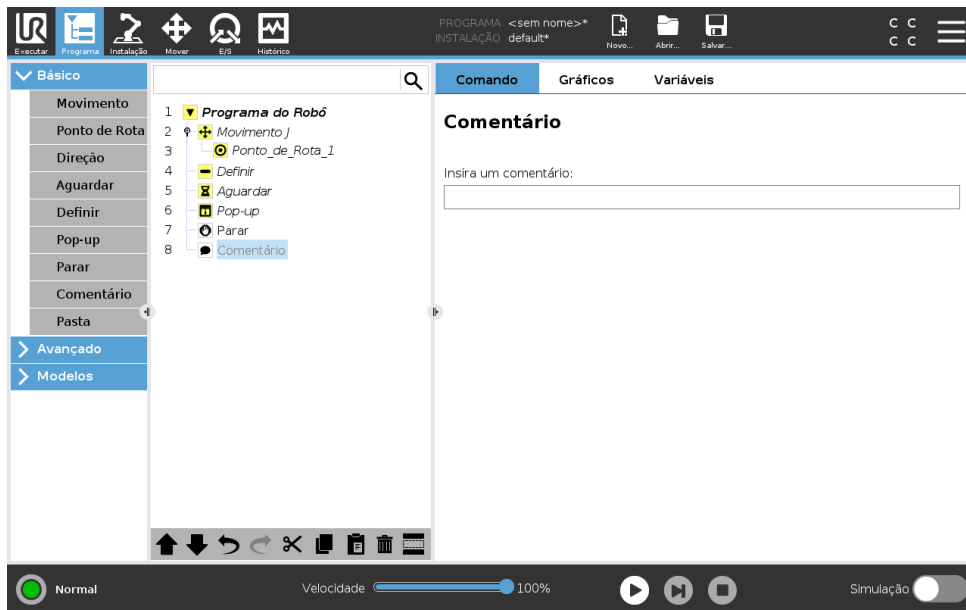 UR
Executar
Programa
Instalação
Mover
E/S
Histórico
PROGRAMA <sem nome>*
INSTALAÇÃO default*
Novo...
Abrir...
Salvar...
C C
C C
Básico
Movimento
Ponto de Rota
Direção
Aguardar
Definir
Pop-up
Parar
Comentário
Pasta
Avançado
Modelos
1 Programa do Robô
2 Movimento J
3 Ponto_de_Rota_1
4 Definir
5 Aguardar
6 Pop-up
7 Parar
8 Comentário
Comando Gráficos Variáveis
Comentário
Insira um comentário:
Normal
Velocidade 100%
Simulação